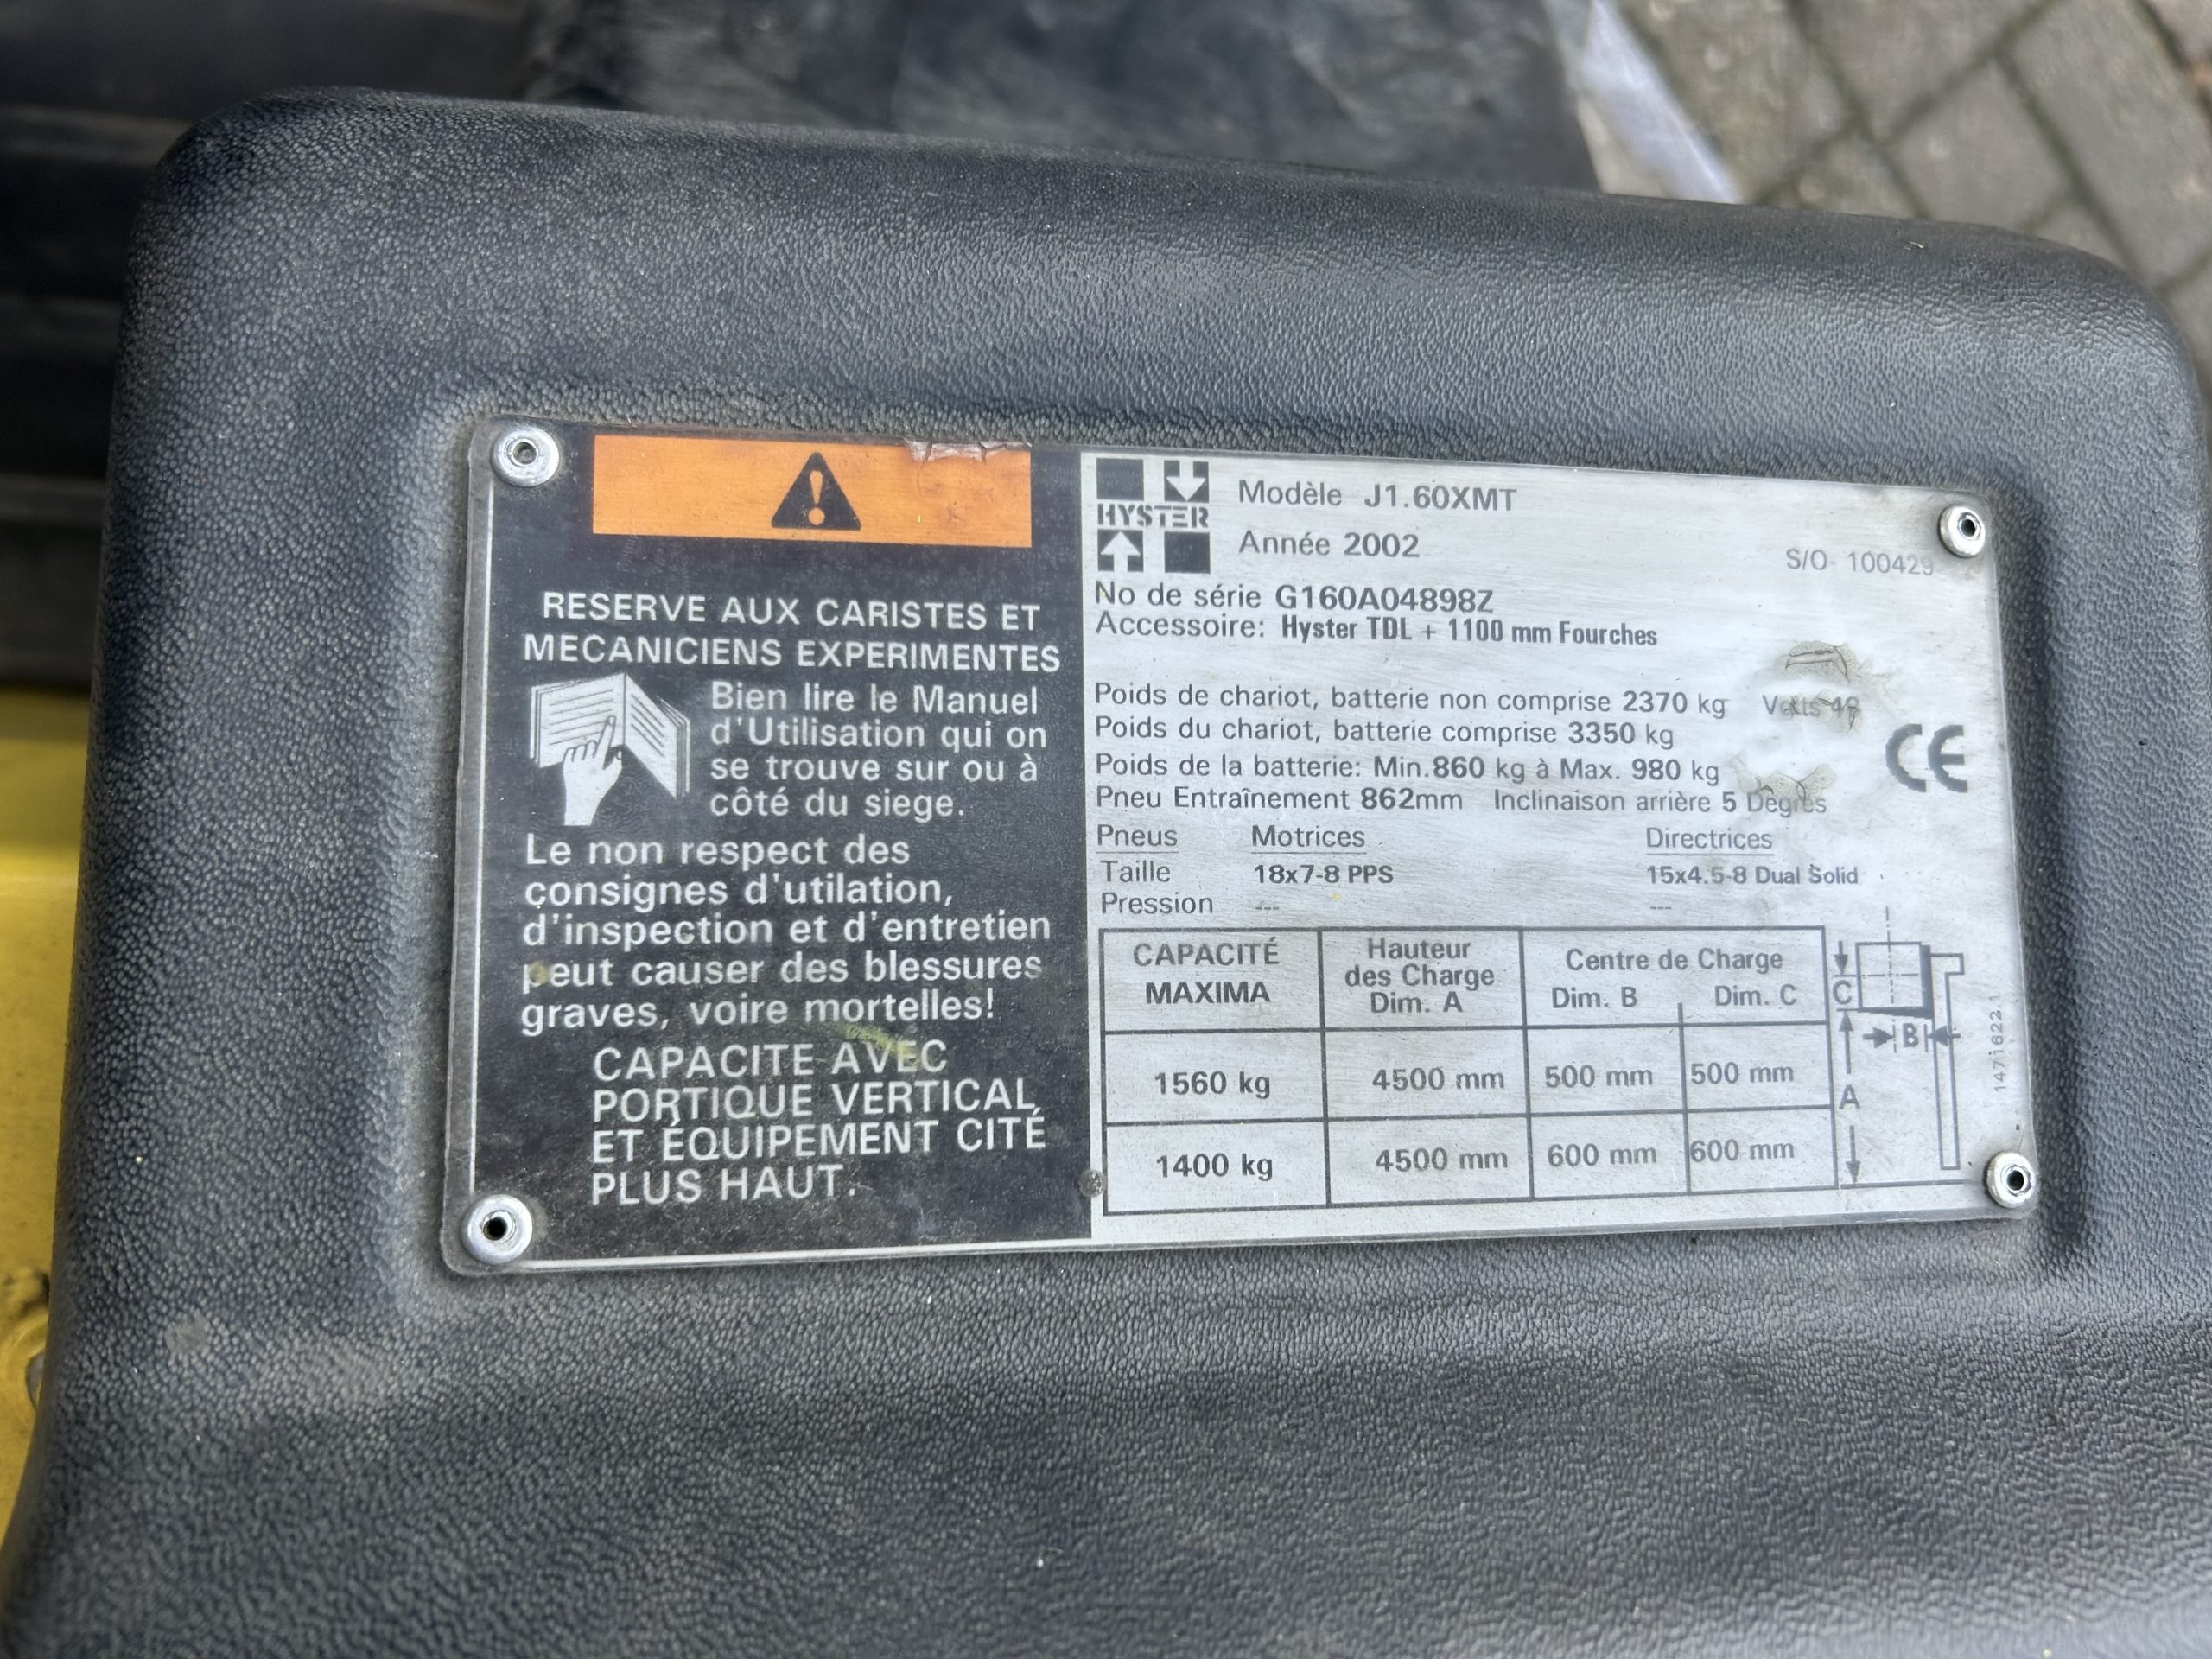 RESERVE AUX CARISTES ET
MECANICIENS EXPERIMENTES
Bien lire le Manuel
d'Utilisation qui on
se trouve sur ou à
côté du siege.
Le non respect des
consignes d'utilation,
d'inspection et d'entretien
peut causer des blessures
graves, voire mortelles!
CAPACITE AVEC
PORTIQUE VERTICAL
ET ÉQUIPEMENT CITÉ
PLUS HAUT.
HYSTER
Modèle J1.60XMT
Année 2002
S/O- 100429
No de série G160A04898Z
Accessoire: Hyster TDL + 1100 mm Fourches
Poids de chariot, batterie non comprise 2370 kg Volts 48
Poids du chariot, batterie comprise 3350 kg
CE
Poids de la batterie: Min.860 kg à Max. 980 kg
Pneu Entraînement 862mm Inclinaison arrière 5 Degrés
Pneus Motrices Directrices
Taille 18x7-8 PPS 15x4.5-8 Dual Solid
Pression --- ---
CAPACITÉ
MAXIMA
Hauteur
des Charge
Dim. A
Centre de Charge
Dim. B Dim. C
1560 kg 4500 mm 500 mm 500 mm
1400 kg 4500 mm 600 mm 600 mm
C
B
A
1471622.1